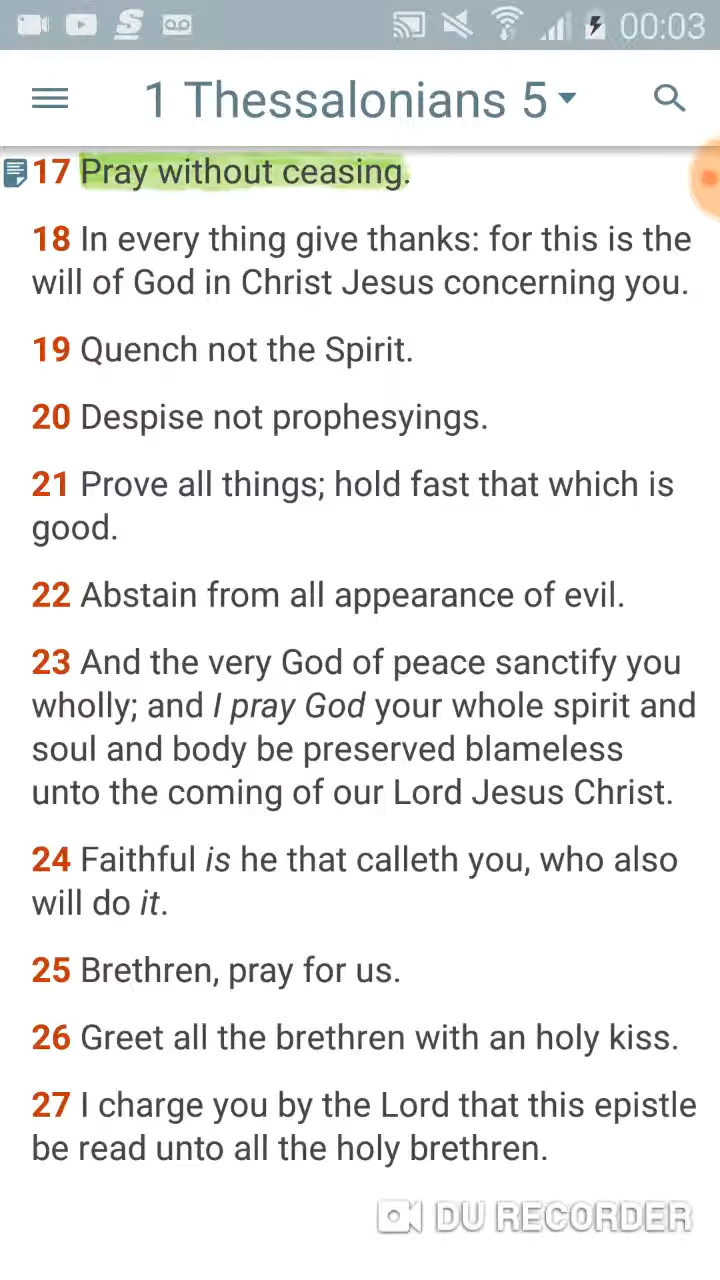 00:03
1 Thessalonians 5
17 Pray without ceasing.
18 In every thing give thanks: for this is the
will of God in Christ Jesus concerning you.
19 Quench not the Spirit.
20 Despise not prophesyings.
21 Prove all things; hold fast that which is
good.
22 Abstain from all appearance of evil.
23 And the very God of peace sanctify you
wholly; and I pray God your whole spirit and
soul and body be preserved blameless
unto the coming of our Lord Jesus Christ.
24 Faithful is he that calleth you, who also
will do it.
25 Brethren, pray for us.
26 Greet all the brethren with an holy kiss.
27 I charge you by the Lord that this epistle
be read unto all the holy brethren.
DU RECORDER